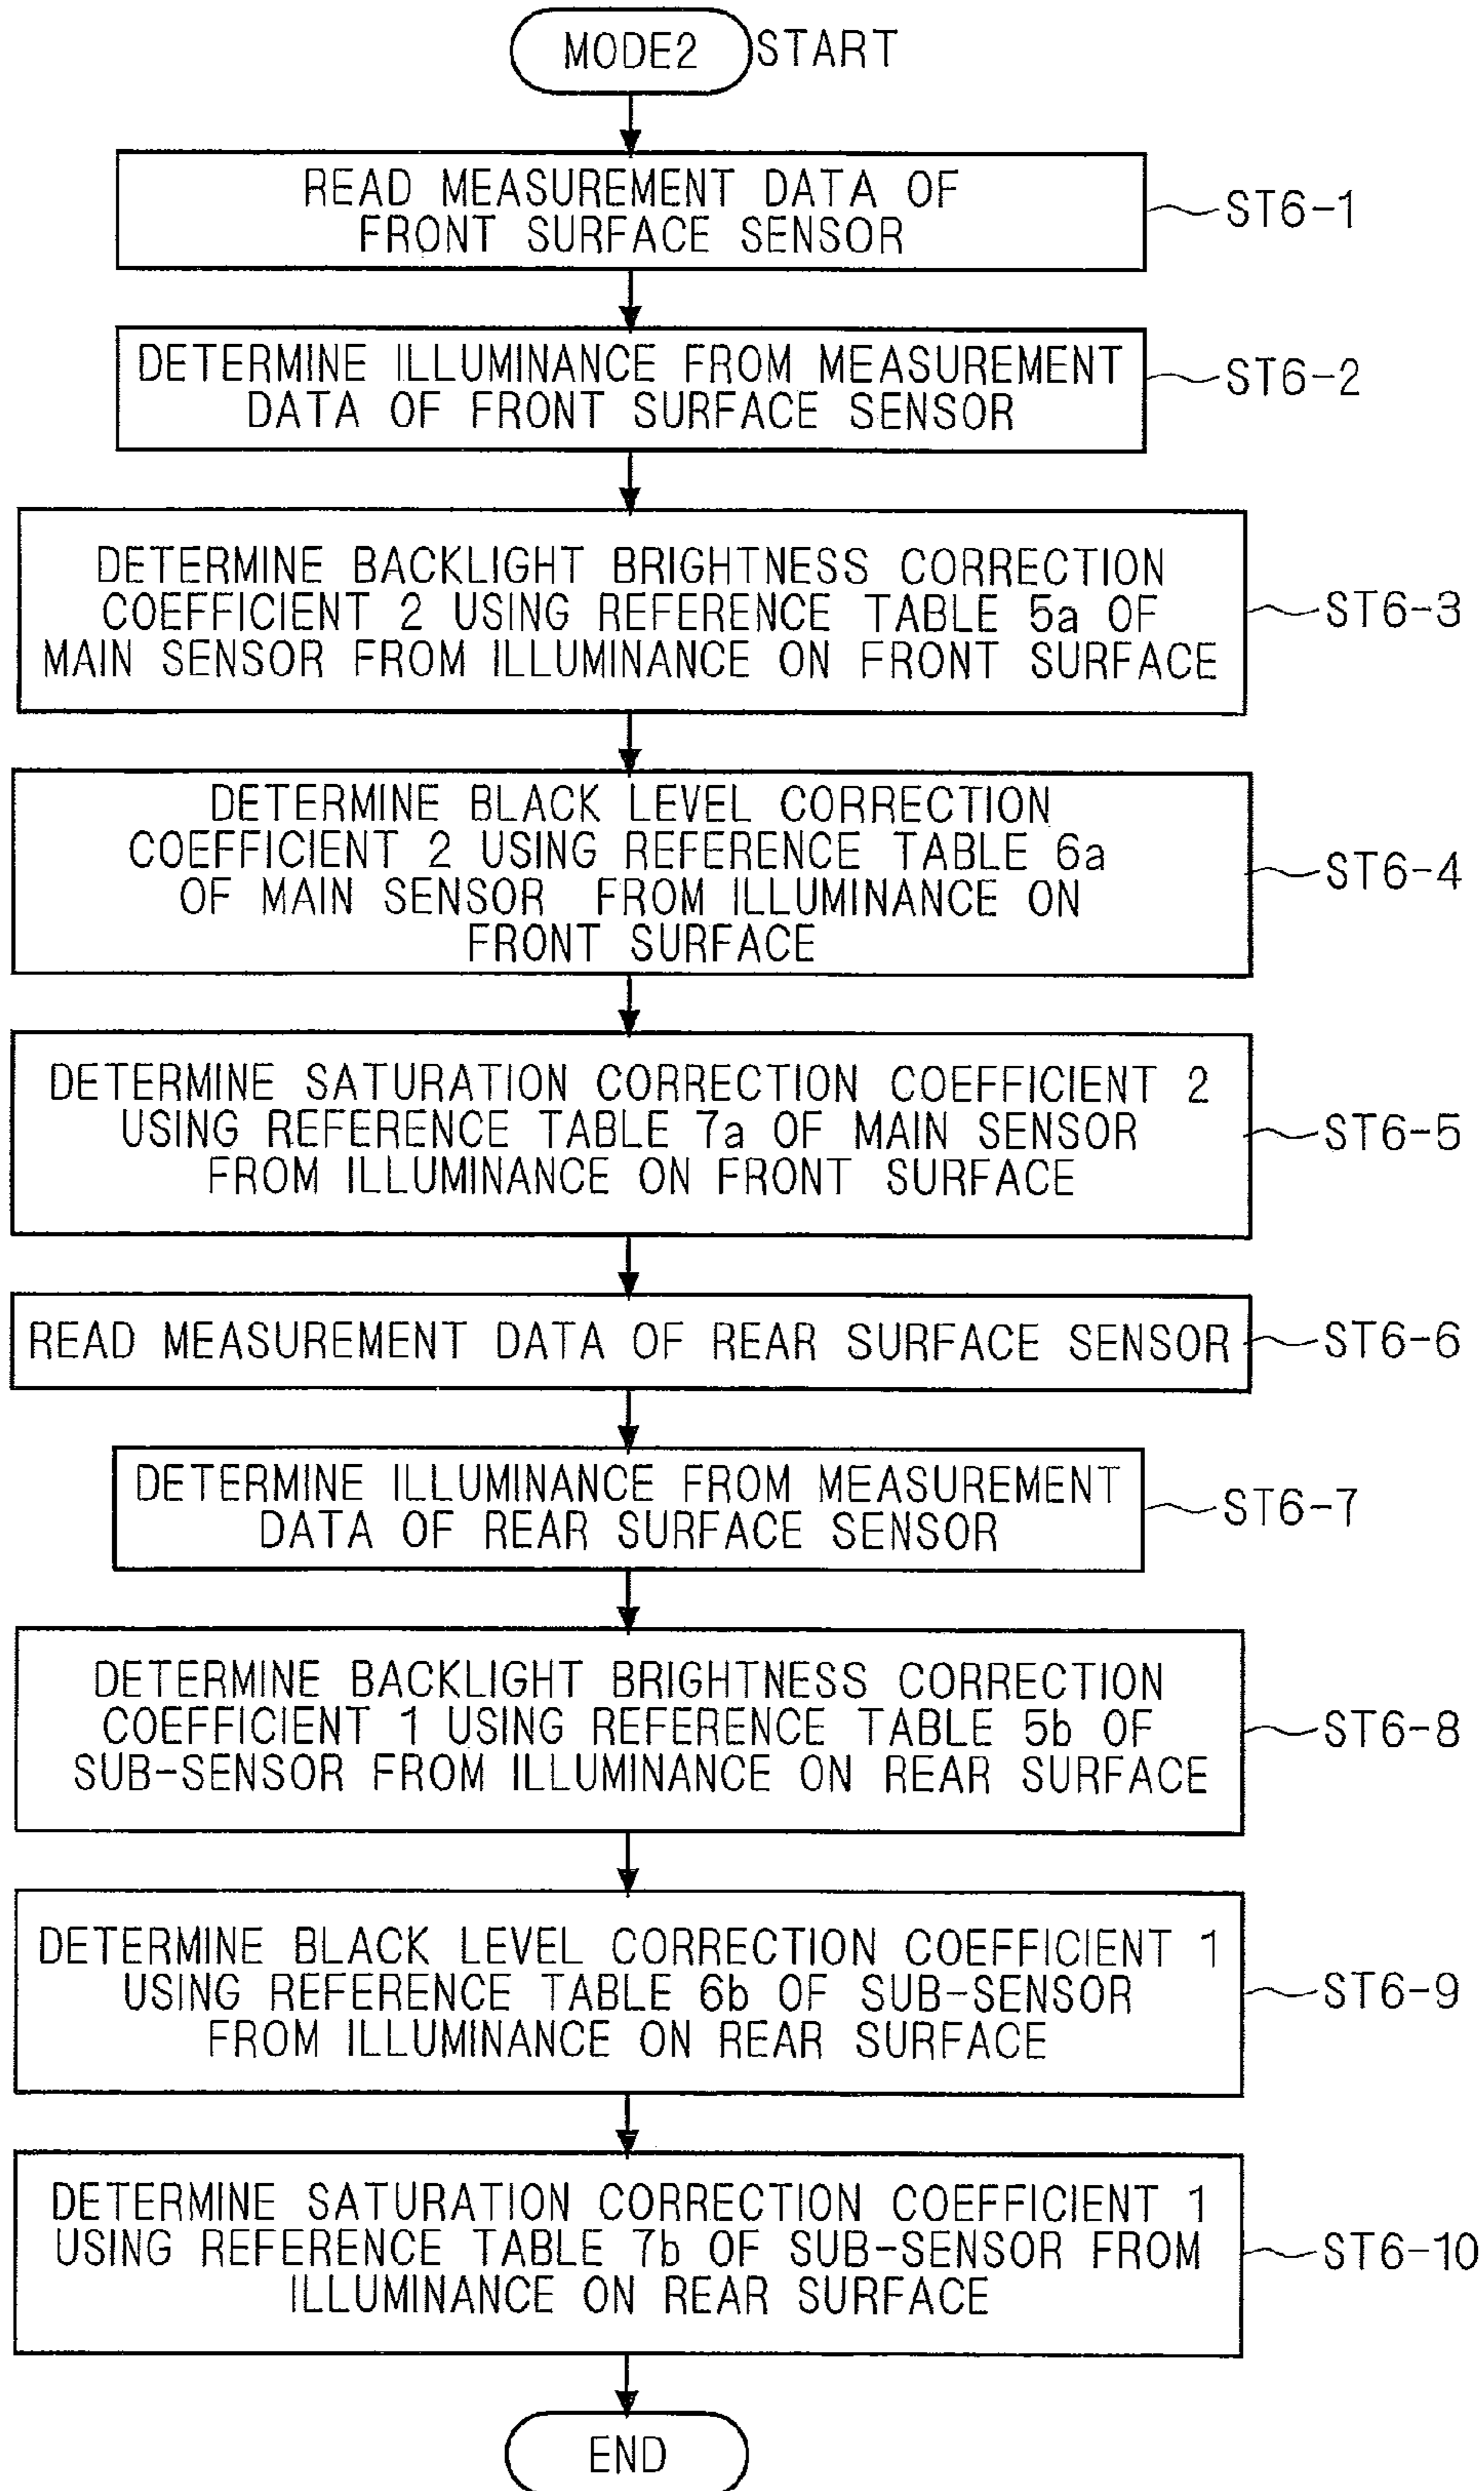 MODE2 START
READ MEASUREMENT DATA OF
FRONT SURFACE SENSOR
ST6-1
DETERMINE ILLUMINANCE FROM MEASUREMENT
DATA OF FRONT SURFACE SENSOR
ST6-2
DETERMINE BACKLIGHT BRIGHTNESS CORRECTION
COEFFICIENT 2 USING REFERENCE TABLE 5a OF
MAIN SENSOR FROM ILLUMINANCE ON FRONT SURFACE
ST6-3
DETERMINE BLACK LEVEL CORRECTION
COEFFICIENT 2 USING REFERENCE TABLE 6a
OF MAIN SENSOR FROM ILLUMINANCE ON
FRONT SURFACE
ST6-4
DETERMINE SATURATION CORRECTION COEFFICIENT 2
USING REFERENCE TABLE 7a OF MAIN SENSOR
FROM ILLUMINANCE ON FRONT SURFACE
ST6-5
READ MEASUREMENT DATA OF REAR SURFACE SENSOR
ST6-6
DETERMINE ILLUMINANCE FROM MEASUREMENT
DATA OF REAR SURFACE SENSOR
ST6-7
DETERMINE BACKLIGHT BRIGHTNESS CORRECTION
COEFFICIENT 1 USING REFERENCE TABLE 5b OF
SUB-SENSOR FROM ILLUMINANCE ON REAR SURFACE
ST6-8
DETERMINE BLACK LEVEL CORRECTION COEFFICIENT 1
USING REFERENCE TABLE 6b OF SUB-SENSOR
FROM ILLUMINANCE ON REAR SURFACE
ST6-9
DETERMINE SATURATION CORRECTION COEFFICIENT 1
USING REFERENCE TABLE 7b OF SUB-SENSOR FROM
ILLUMINANCE ON REAR SURFACE
ST6-10
END